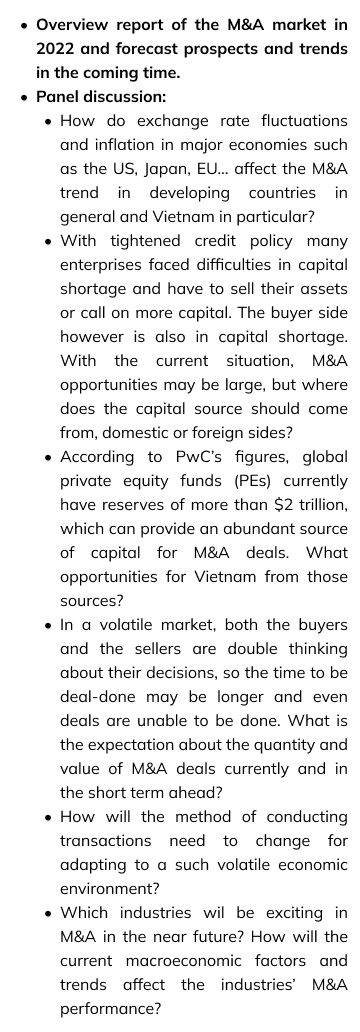 • Overview report of the M&A market in
2022 and forecast prospects and trends
in the coming time.
• Panel discussion:
• How do exchange rate fluctuations
and inflation in major economies such
as the US, Japan, EU... affect the M&A
trend in developing countries in
general and Vietnam in particular?
• With tightened credit policy many
enterprises faced difficulties in capital
shortage and have to sell their assets
or call on more capital. The buyer side
however is also in capital shortage.
With the current situation, M&A
opportunities may be large, but where
does the capital source should come
from, domestic or foreign sides?
• According to PwC's figures, global
private equity funds (PEs) currently
have reserves of more than $2 trillion,
which can provide an abundant source
of capital for M&A deals. What
opportunities for Vietnam from those
sources?
• In a volatile market, both the buyers
and the sellers are double thinking
about their decisions, so the time to be
deal-done may be longer and even
deals are unable to be done. What is
the expectation about the quantity and
value of M&A deals currently and in
the short term ahead?
• How will the method of conducting
transactions need to change for
adapting to a such volatile economic
environment?
• Which industries wil be exciting in
M&A in the near future? How will the
current macroeconomic factors and
trends affect the industries' M&A
performance?